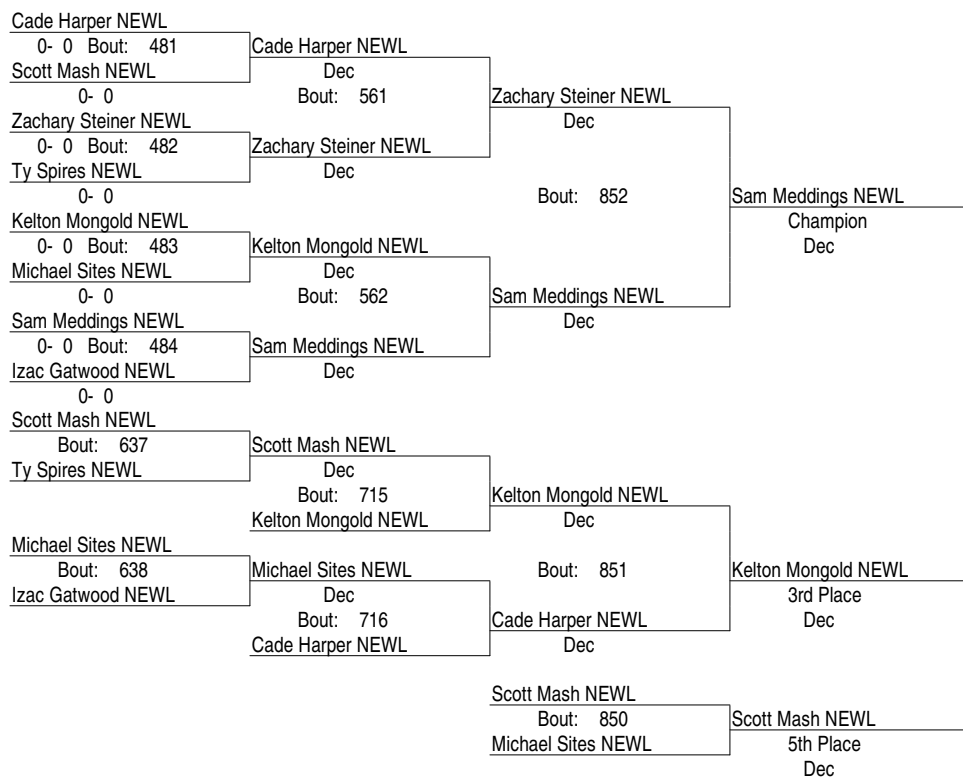 Cade Harper NEWL
0- 0 Bout: 481
Cade Harper NEWL
Scott Mash NEWL
Dec
0- 0
Bout: 561
Zachary Steiner NEWL
Zachary Steiner NEWL
Dec
0- 0 Bout: 482
Zachary Steiner NEWL
Ty Spires NEWL
Dec
0- 0
Bout: 852
Sam Meddings NEWL
Kelton Mongold NEWL
Champion
0- 0 Bout: 483
Kelton Mongold NEWL
Dec
Michael Sites NEWL
Dec
0- 0
Bout: 562
Sam Meddings NEWL
Sam Meddings NEWL
Dec
0- 0 Bout: 484
Sam Meddings NEWL
Izac Gatwood NEWL
Dec
0- 0
Scott Mash NEWL
Bout: 637
Scott Mash NEWL
Ty Spires NEWL
Dec
Bout: 715
Kelton Mongold NEWL
Kelton Mongold NEWL
Dec
Michael Sites NEWL
Bout: 638
Michael Sites NEWL
Bout: 851
Kelton Mongold NEWL
Izac Gatwood NEWL
Dec
3rd Place
Bout: 716
Cade Harper NEWL
Dec
Cade Harper NEWL
Dec
Scott Mash NEWL
Bout: 850
Scott Mash NEWL
Michael Sites NEWL
5th Place
Dec